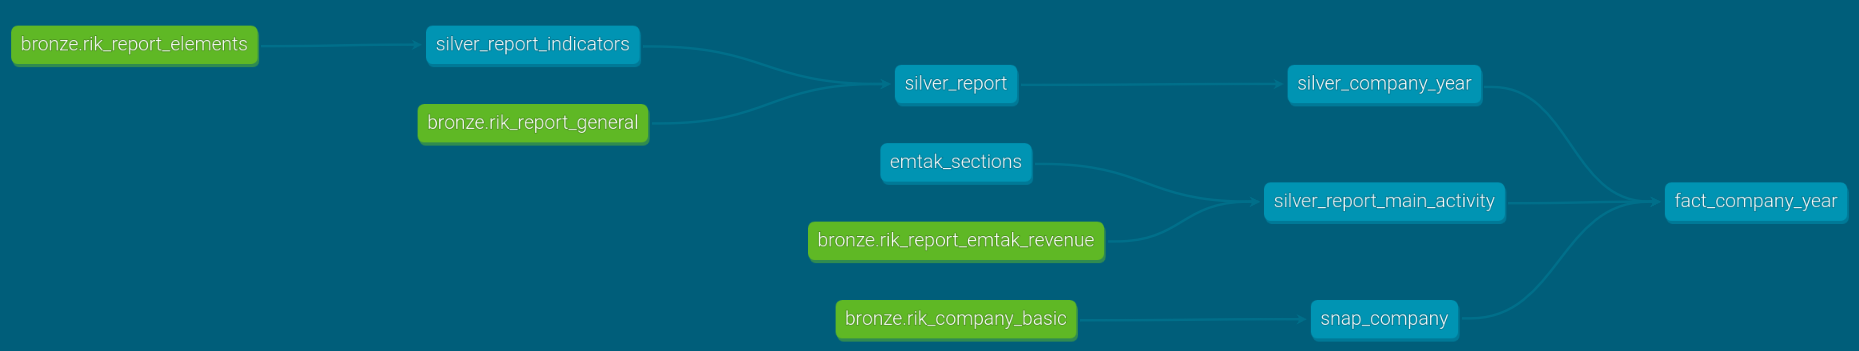 bronze.rik_report_elements
silver_report_indicators
silver_report
silver_company_year
bronze.rik_report_general
emtak_sections
silver_report_main_activity
fact_company_year
bronze.rik_report_emtak_revenue
bronze.rik_company_basic
snap_company